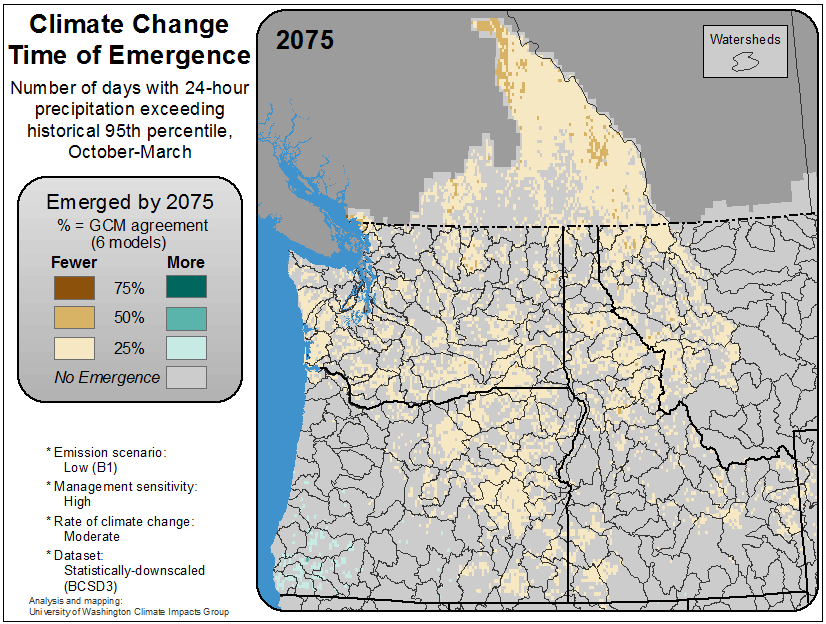 Climate Change
Time of Emergence
Number of days with 24-hour
precipitation exceeding
historical 95th percentile,
October-March
Emerged by 2075
% = GCM agreement
(6 models)
Fewer More
75%
50%
25%
No Emergence
* Emission scenario:
Low (B1)
* Management sensitivity:
High
* Rate of climate change:
Moderate
* Dataset:
Statistically-downscaled
(BCSD3)
Analysis and mapping:
University of Washington Climate Impacts Group
2075
Watersheds